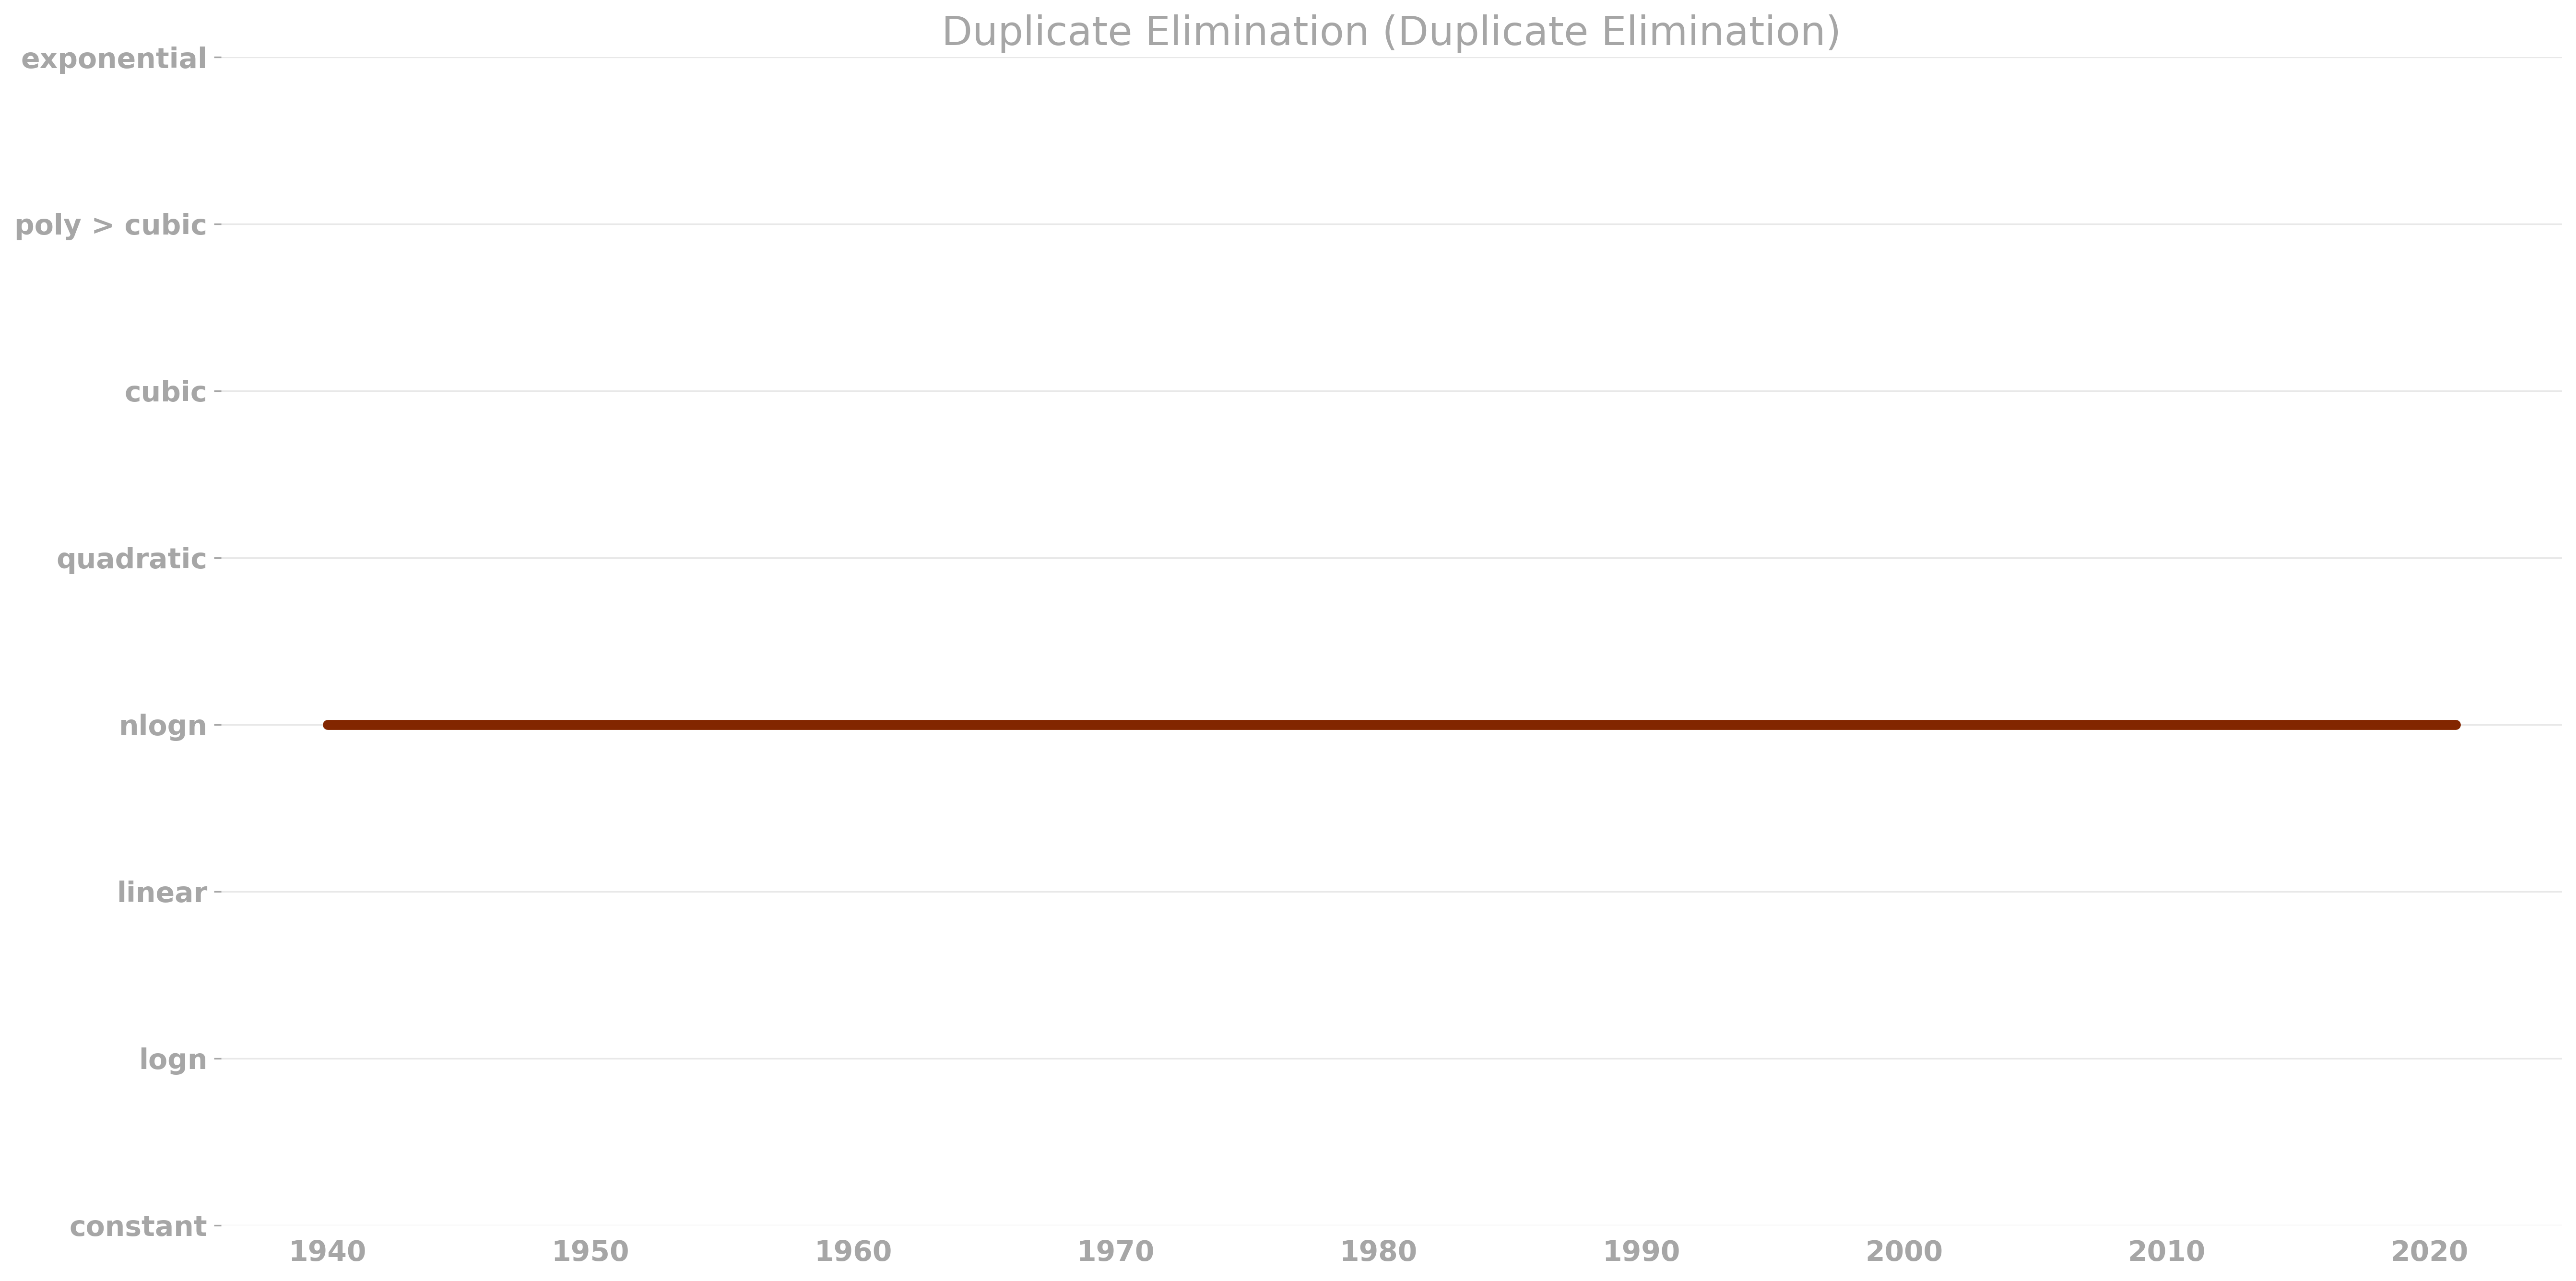 Duplicate Elimination (Duplicate Elimination)
exponential
poly > cubic
cubic
quadratic
nlogn
linear
logn
constant
1940 1950 1960 1970 1980 1990 2000 2010 2020